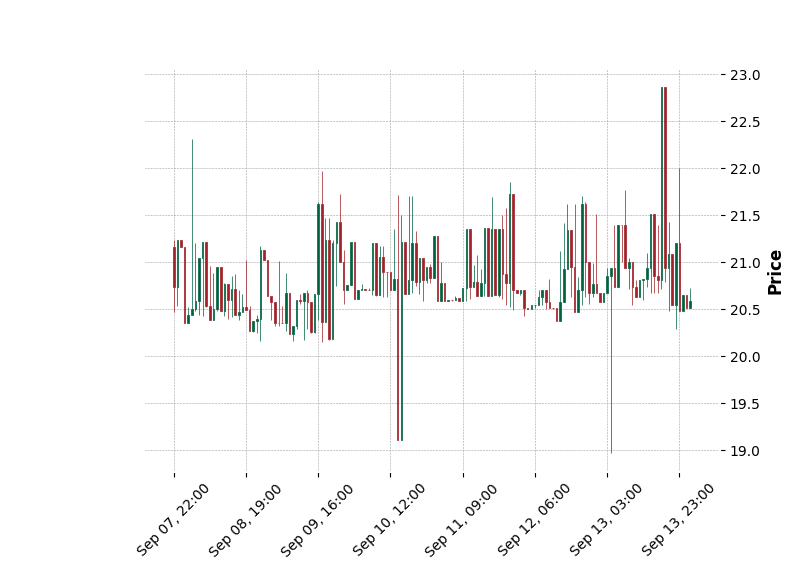 23.0
22.5
22.0
21.5
21.0
20.5
20.0
19.5
19.0
Price
Sep 07, 22:00
Sep 08, 19:00
Sep 09, 16:00
Sep 10, 12:00
Sep 11, 09:00
Sep 12, 06:00
Sep 13, 03:00
Sep 13, 23:00